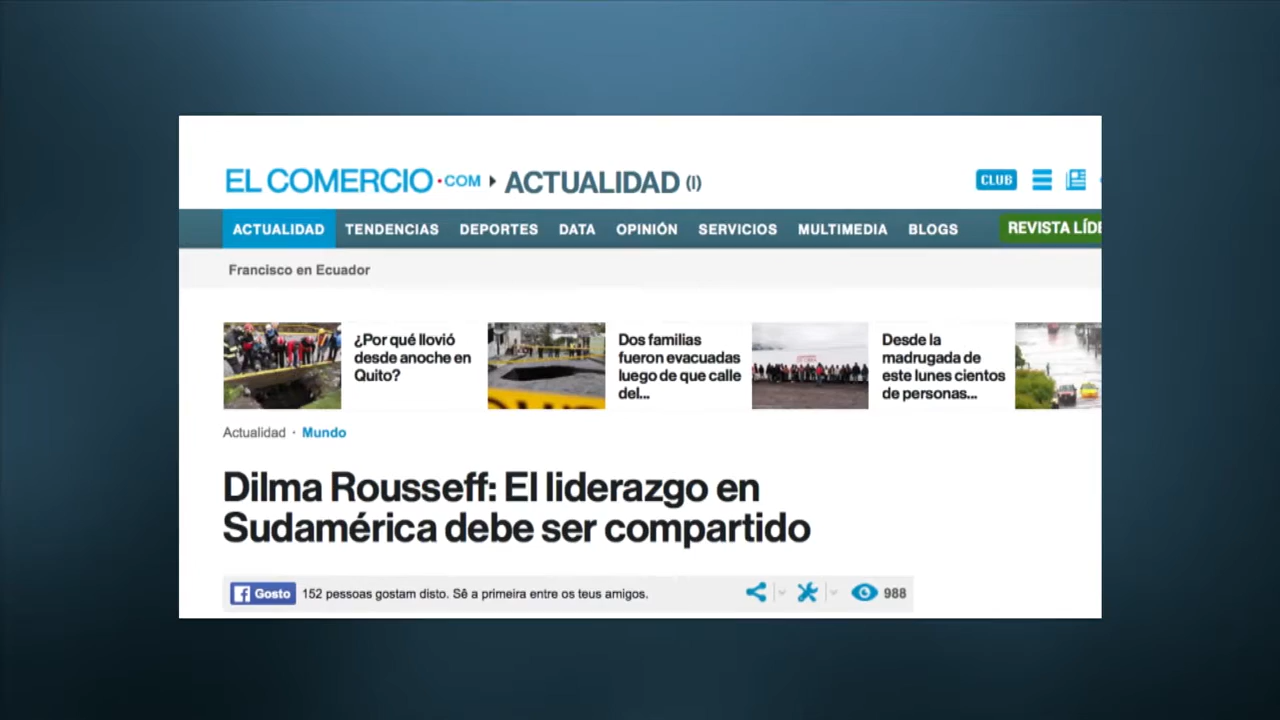 EL COMERCIO.COM ACTUALIDAD (I)
CLUB
ACTUALIDAD TENDENCIAS DEPORTES DATA OPINIÓN SERVICIOS MULTIMEDIA BLOGS REVISTA LÍDE
Francisco en Ecuador
¿Por qué llovió
desde anoche en
Quito?
Dos familias
fueron evacuadas
luego de que calle
del...
Desde la
madrugada de
este lunes cientos
de personas...
Actualidad · Mundo
Dilma Rousseff: El liderazgo en
Sudamérica debe ser compartido
Gosto 152 pessoas gostam disto. Sê a primeira entre os teus amigos.
988